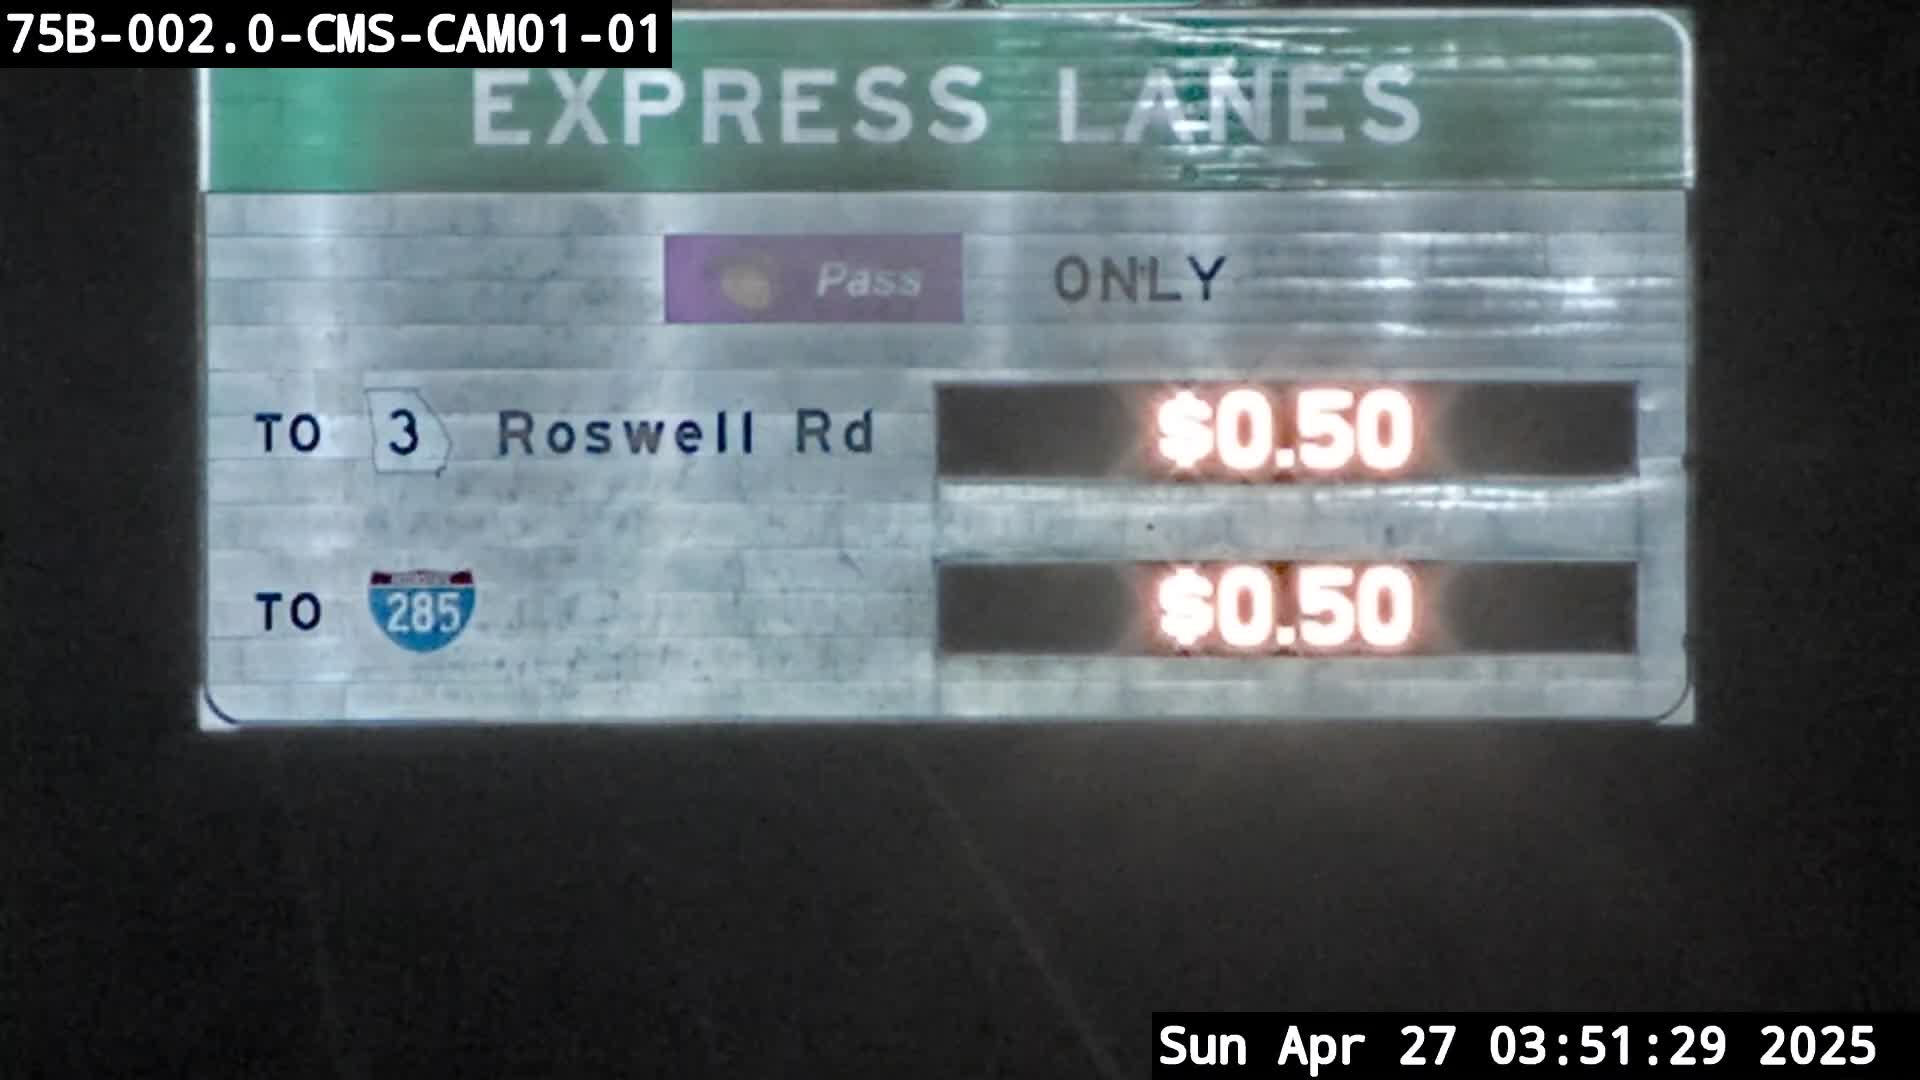 75B-002.0-CMS-CAM01-01
EXPRESS LANES
Pass ONLY
TO 3 Roswell Rd $0.50
TO 285 $0.50
Sun Apr 27 03:51:29 2025